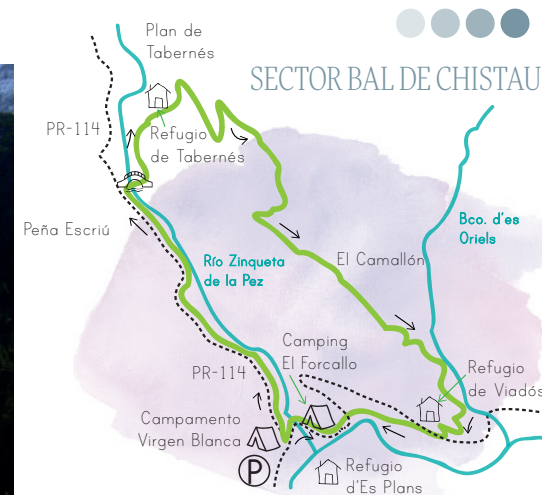 Plan de
Tabernés
SECTOR BAL DE CHISTAU
PR-114
Refugio
de Tabernés
Peña Escriú
Bco. d'es
Oriels
Río Zinqueta
de la Pez
El Camallón
Camping
El Forcallo
PR-114
Refugio
de Viadós
Campamento
Virgen Blanca
P
Refugio
d'Es Plans